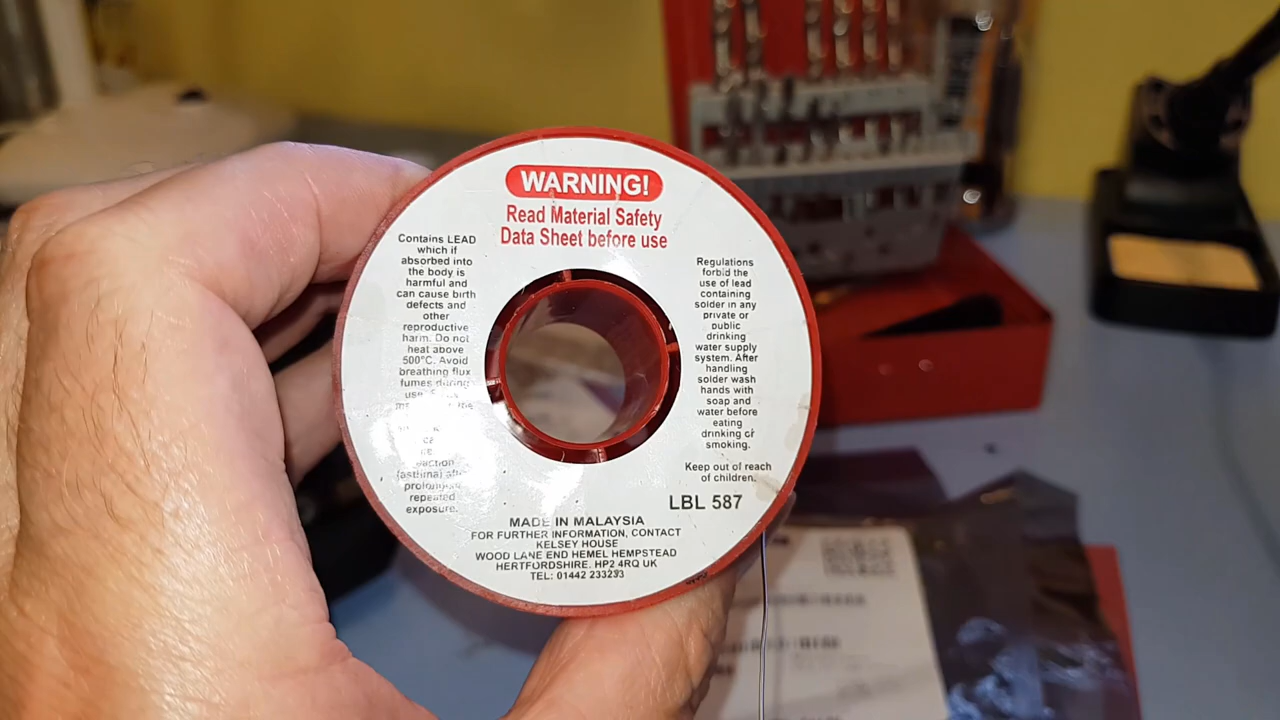 WARNING!
Read Material Safety
Data Sheet before use
Contains LEAD
which if
absorbed into
the body is
harmful and
can cause birth
defects and
other
reproductive
harm. Do not
heat above
500°C. Avoid
breathing flux
fumes during
the
(asthma)
repeated
exposure.
Regulations
forbid the
use of lead
containing
solder in any
private or
public
drinking
water supply
system. After
handling
solder wash
hands with
soap and
water before
eating
drinking or
smoking.
Keep out of reach
of children.
LBL 587
MADE IN MALAYSIA
FOR FURTHER INFORMATION, CONTACT
KELSEY HOUSE
WOOD LANE END HEMEL HEMPSTEAD
HERTFORDSHIRE. HP2 4RQ UK
TEL: 01442 233233